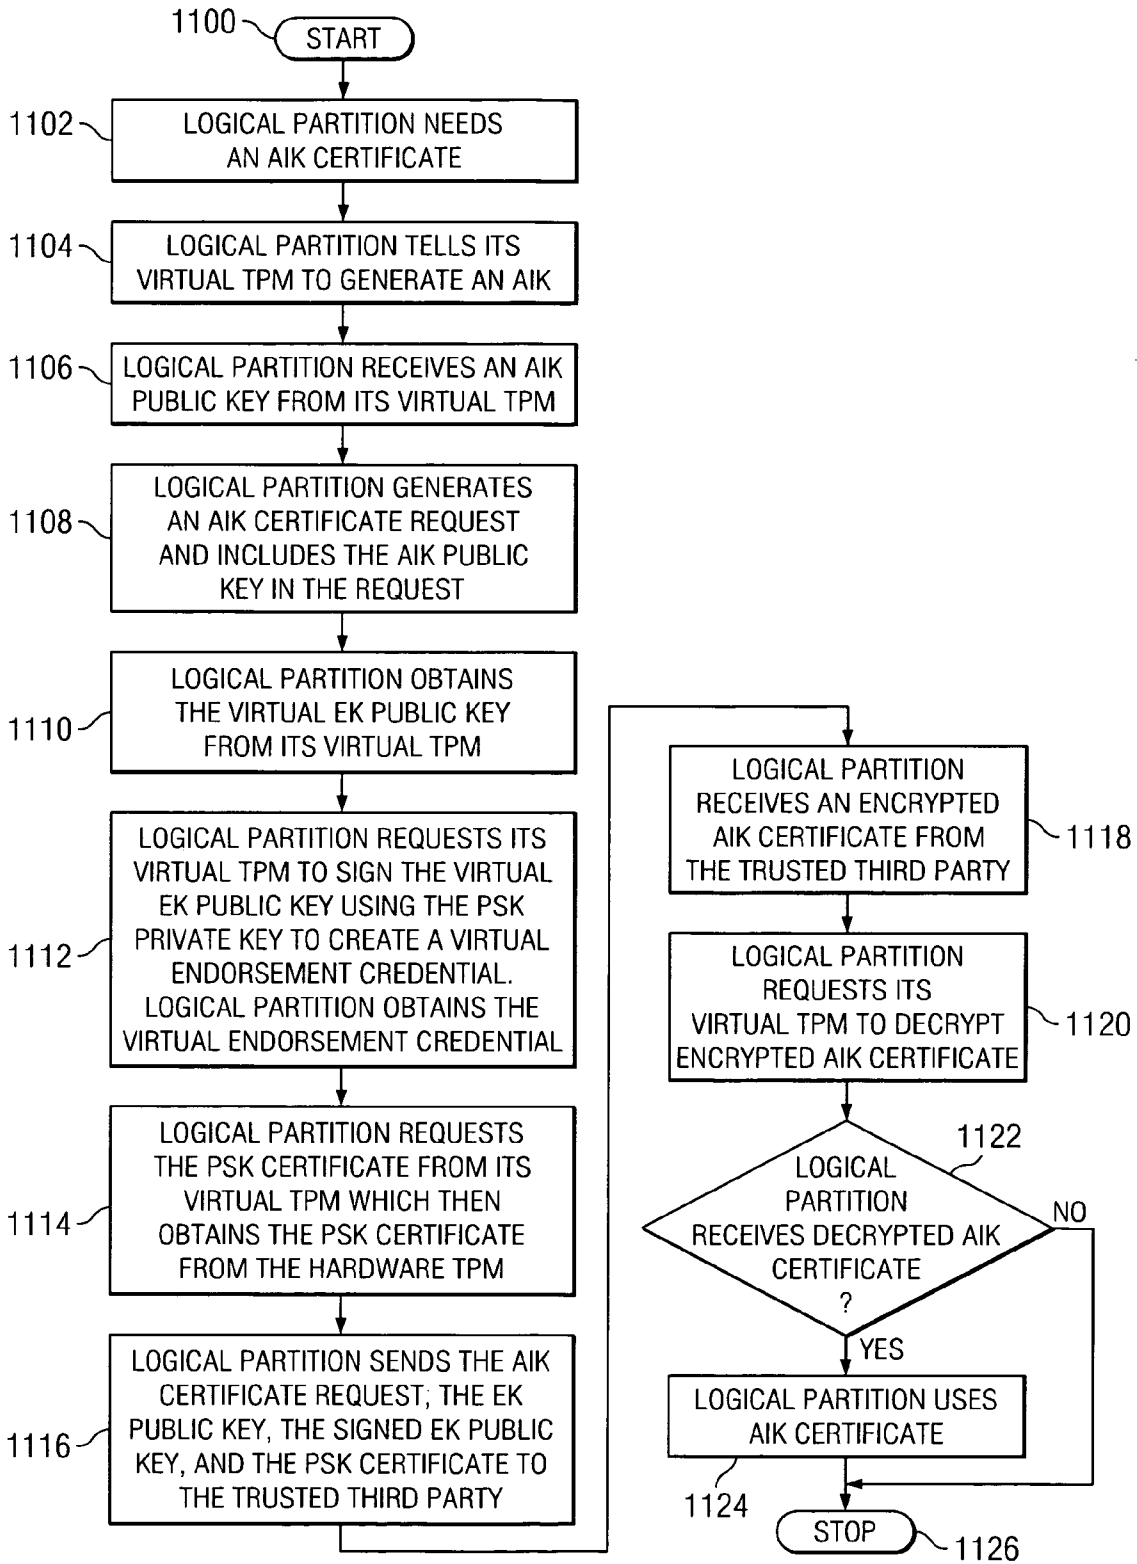 1100
START
1102
LOGICAL PARTITION NEEDS
AN AIK CERTIFICATE
1104
LOGICAL PARTITION TELLS ITS
VIRTUAL TPM TO GENERATE AN AIK
1106
LOGICAL PARTITION RECEIVES AN AIK
PUBLIC KEY FROM ITS VIRTUAL TPM
1108
LOGICAL PARTITION GENERATES
AN AIK CERTIFICATE REQUEST
AND INCLUDES THE AIK PUBLIC
KEY IN THE REQUEST
1110
LOGICAL PARTITION OBTAINS
THE VIRTUAL EK PUBLIC KEY
FROM ITS VIRTUAL TPM
1112
LOGICAL PARTITION REQUESTS ITS
VIRTUAL TPM TO SIGN THE VIRTUAL
EK PUBLIC KEY USING THE PSK
PRIVATE KEY TO CREATE A VIRTUAL
ENDORSEMENT CREDENTIAL.
LOGICAL PARTITION OBTAINS THE
VIRTUAL ENDORSEMENT CREDENTIAL
1114
LOGICAL PARTITION REQUESTS
THE PSK CERTIFICATE FROM ITS
VIRTUAL TPM WHICH THEN
OBTAINS THE PSK CERTIFICATE
FROM THE HARDWARE TPM
1116
LOGICAL PARTITION SENDS THE AIK
CERTIFICATE REQUEST; THE EK
PUBLIC KEY, THE SIGNED EK PUBLIC
KEY, AND THE PSK CERTIFICATE TO
THE TRUSTED THIRD PARTY
LOGICAL PARTITION
RECEIVES AN ENCRYPTED
AIK CERTIFICATE FROM
THE TRUSTED THIRD PARTY
1118
LOGICAL PARTITION
REQUESTS ITS
VIRTUAL TPM TO DECRYPT
ENCRYPTED AIK CERTIFICATE
1120
1122
LOGICAL
PARTITION
RECEIVES DECRYPTED AIK
CERTIFICATE
?
NO
YES
LOGICAL PARTITION USES
AIK CERTIFICATE
1124
STOP
1126